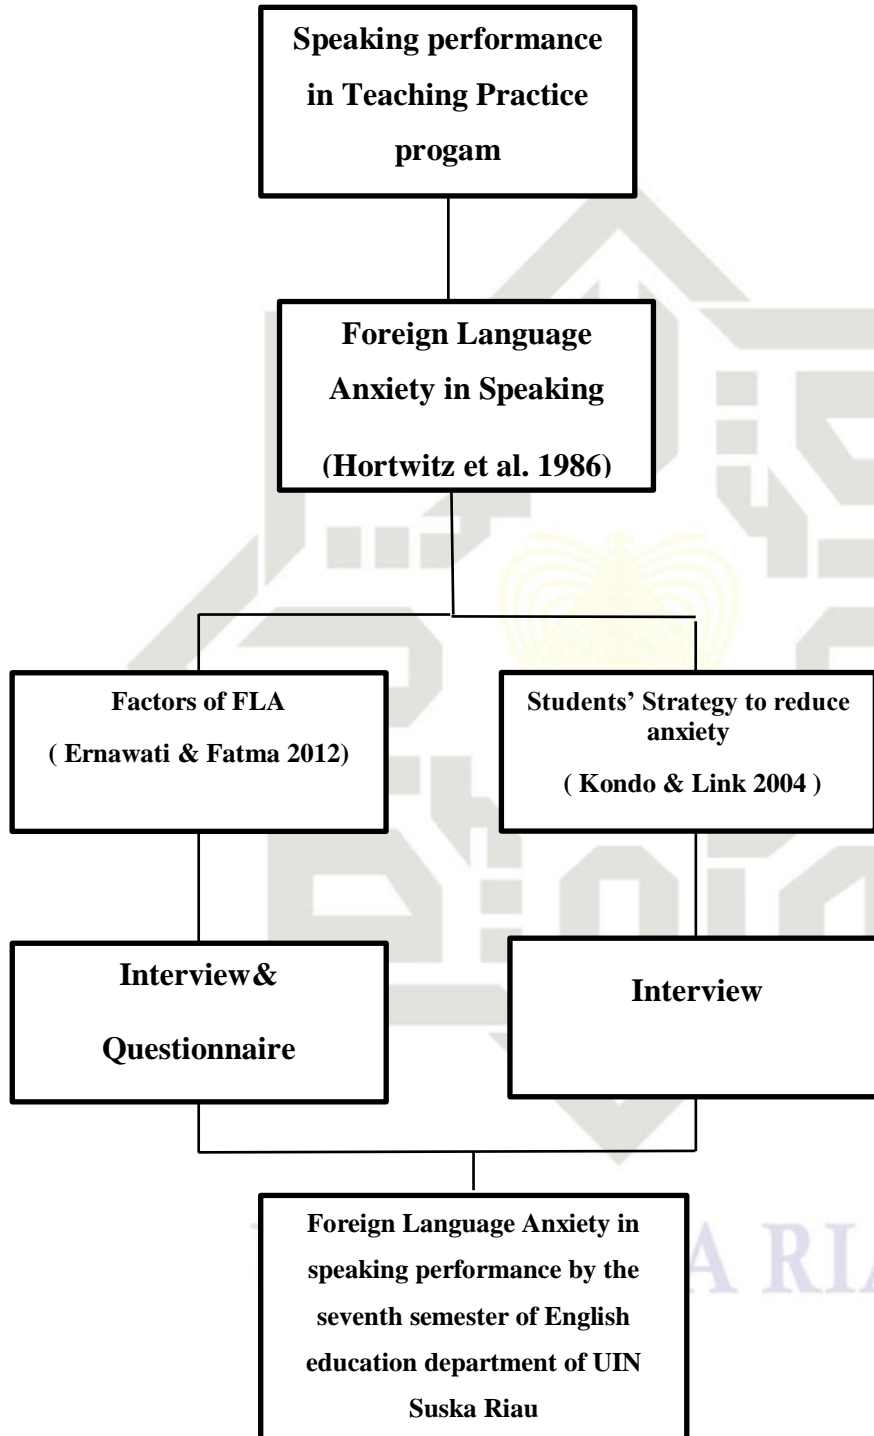 Speaking performance
in Teaching Practice
progam
Foreign Language
Anxiety in Speaking
(Hortwitz et al. 1986)
Factors of FLA
( Ernawati & Fatma 2012)
Students’ Strategy to reduce
anxiety
( Kondo & Link 2004 )
Interview&
Questionnaire
Interview
Foreign Language Anxiety in
speaking performance by the
seventh semester of English
education department of UIN
Suska Riau
A RIA